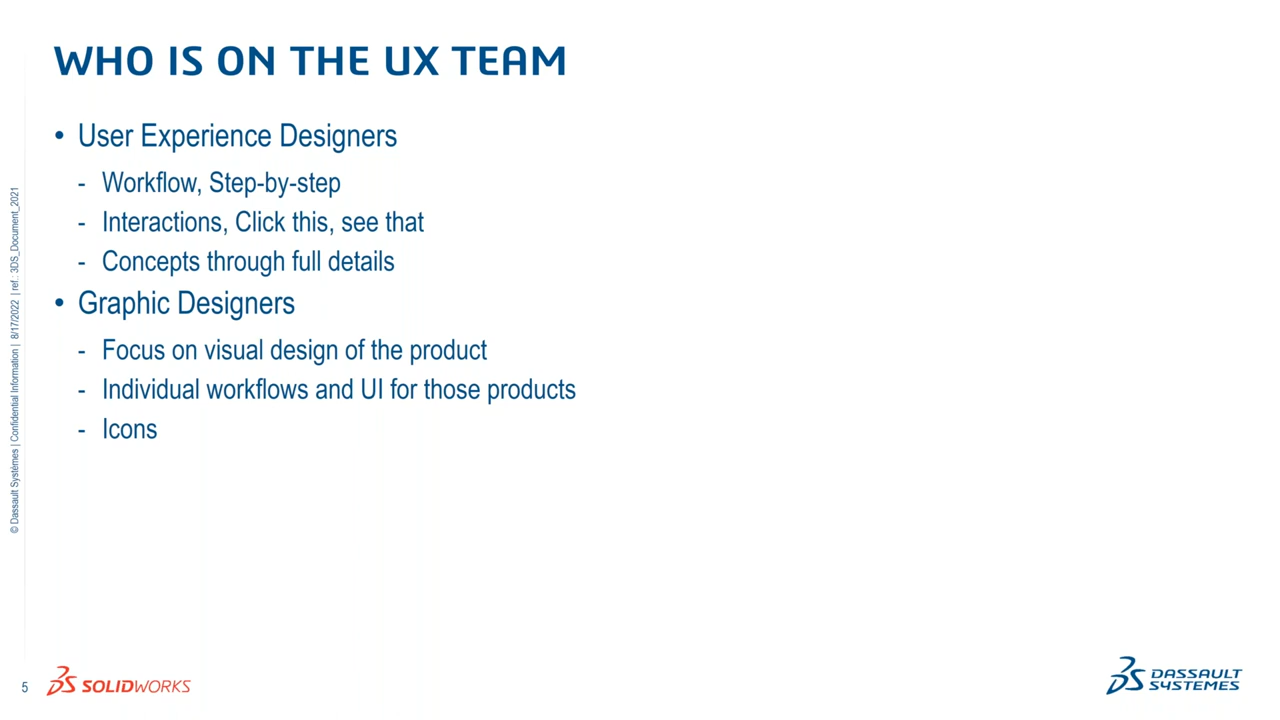 WHO IS ON THE UX TEAM
• User Experience Designers
- Workflow, Step-by-step
- Interactions, Click this, see that
- Concepts through full details
• Graphic Designers
- Focus on visual design of the product
- Individual workflows and UI for those products
- Icons
© Dassault Systèmes | Confidential Information | 8/17/2022 | ref.: 3DS_Document_2021
5
SOLIDWORKS
DASSAULT
SYSTEMES